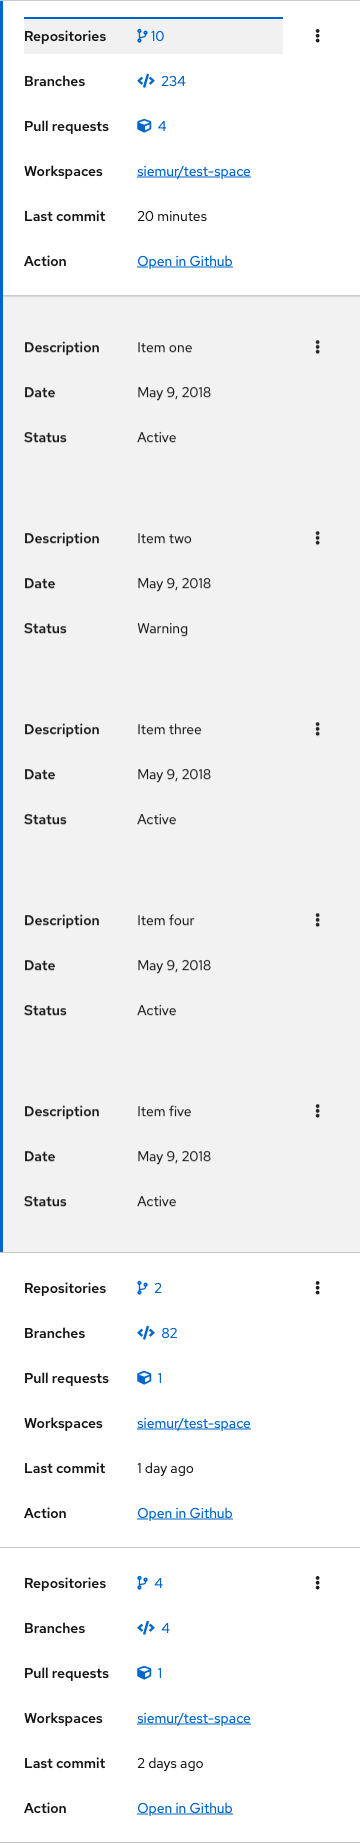 Repositories 10
Branches 234
Pull requests 4
Workspaces siemur/test-space
Last commit 20 minutes
Action Open in Github
Description Item one
Date May 9, 2018
Status Active
Description Item two
Date May 9, 2018
Status Warning
Description Item three
Date May 9, 2018
Status Active
Description Item four
Date May 9, 2018
Status Active
Description Item five
Date May 9, 2018
Status Active
Repositories 2
Branches 82
Pull requests 1
Workspaces siemur/test-space
Last commit 1 day ago
Action Open in Github
Repositories 4
Branches 4
Pull requests 1
Workspaces siemur/test-space
Last commit 2 days ago
Action Open in Github